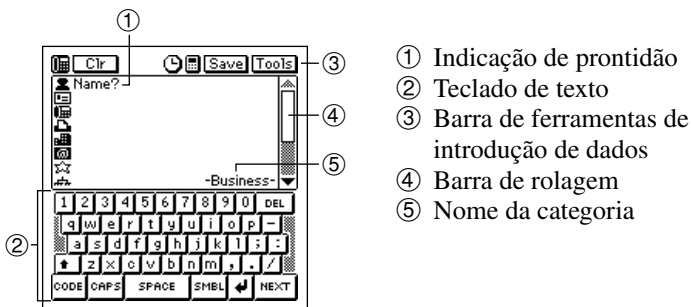 ①
Clr Save Tools
③
Name?
④
⑤
-Business-
②
1 2 3 4 5 6 7 8 9 0 DEL
q w e r t y u i o p -
a s d f g h j k l ; :
z x c v b n m , . /
CODE CAPS SPACE SMBL NEXT
① Indicação de prontidão
② Teclado de texto
③ Barra de ferramentas de
introdução de dados
④ Barra de rolagem
⑤ Nome da categoria